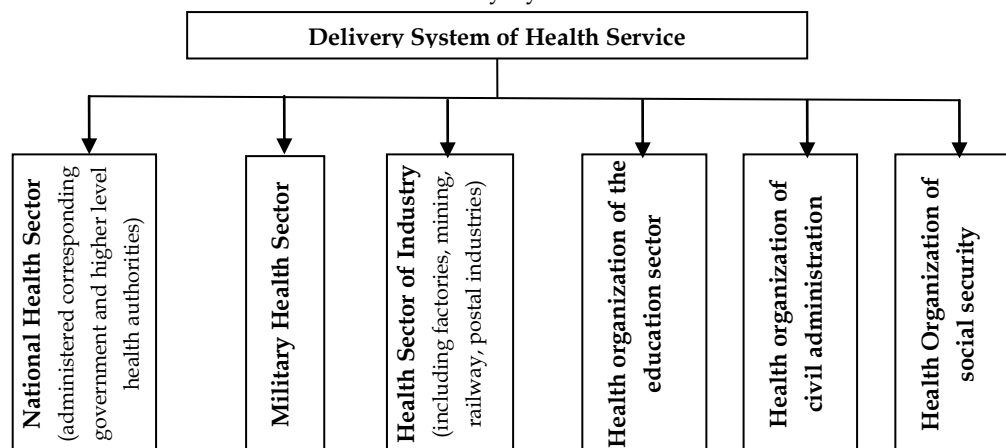 Delivery System of Health Service
National Health Sector
(administered corresponding
government and higher level
health authorities)
Military Health Sector
Health Sector of Industry
(including factories, mining,
railway, postal industries)
Health organization of the
education sector
Health organization of
civil administration
Health Organization of
social security